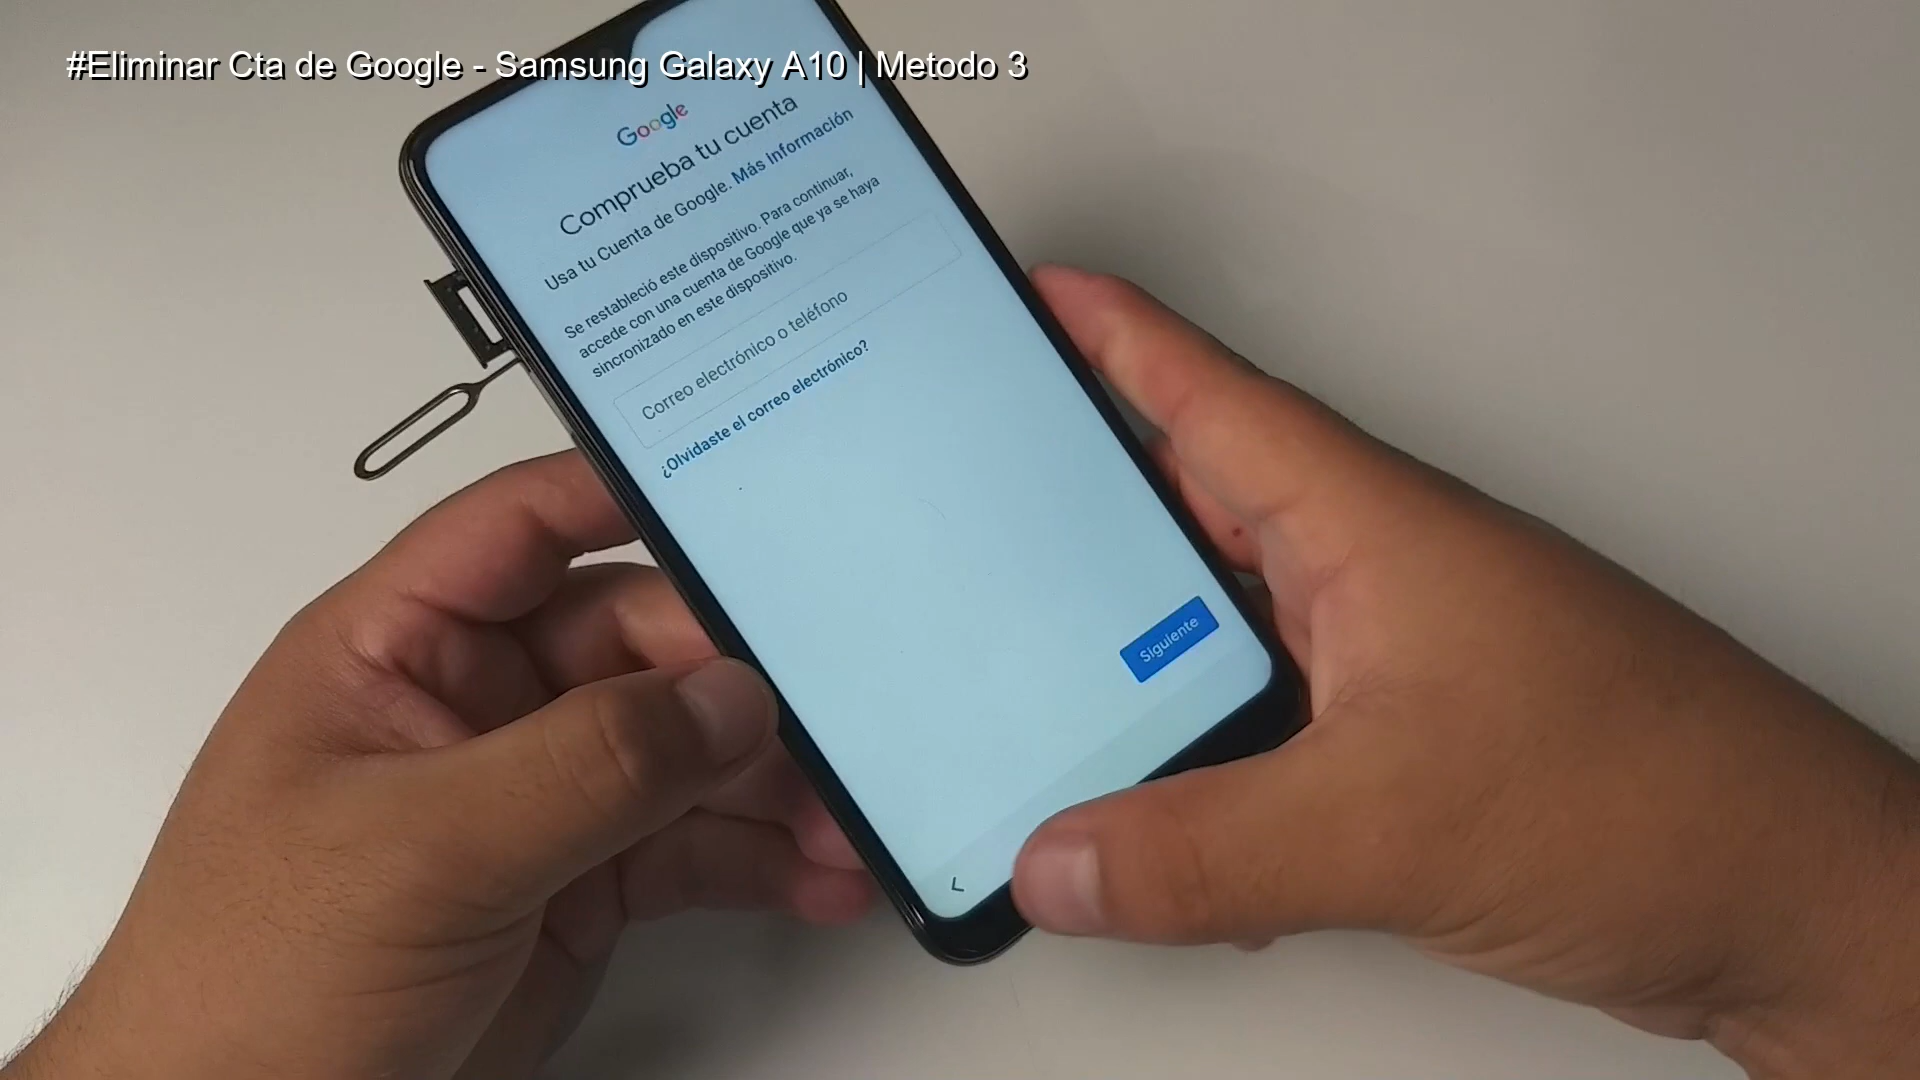 #Eliminar Cta de Google - Samsung Galaxy A10 | Metodo 3
Google
Comprueba tu cuenta
Usa tu Cuenta de Google. Más información
Se restableció este dispositivo. Para continuar,
accede con una cuenta de Google que ya se haya
sincronizado en este dispositivo.
Correo electrónico o teléfono
¿Olvidaste el correo electrónico?
Siguiente